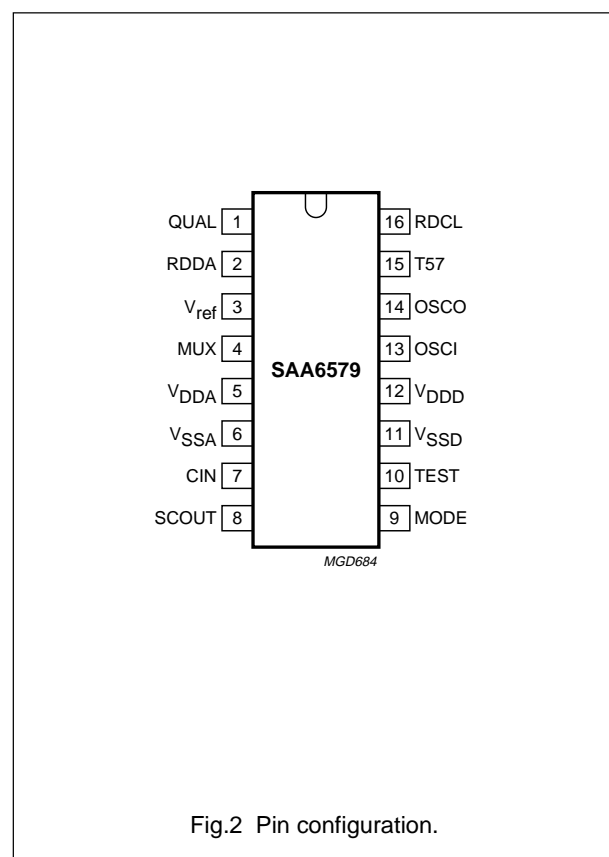 QUAL 1 16 RDCL
RDDA 2 15 T57
Vref 3 14 OSCO
MUX 4 13 OSCI
SAA6579
VDDA 5 12 VDDD
VSSA 6 11 VSSD
CIN 7 10 TEST
SCOUT 8 9 MODE
MGD684
Fig.2 Pin configuration.